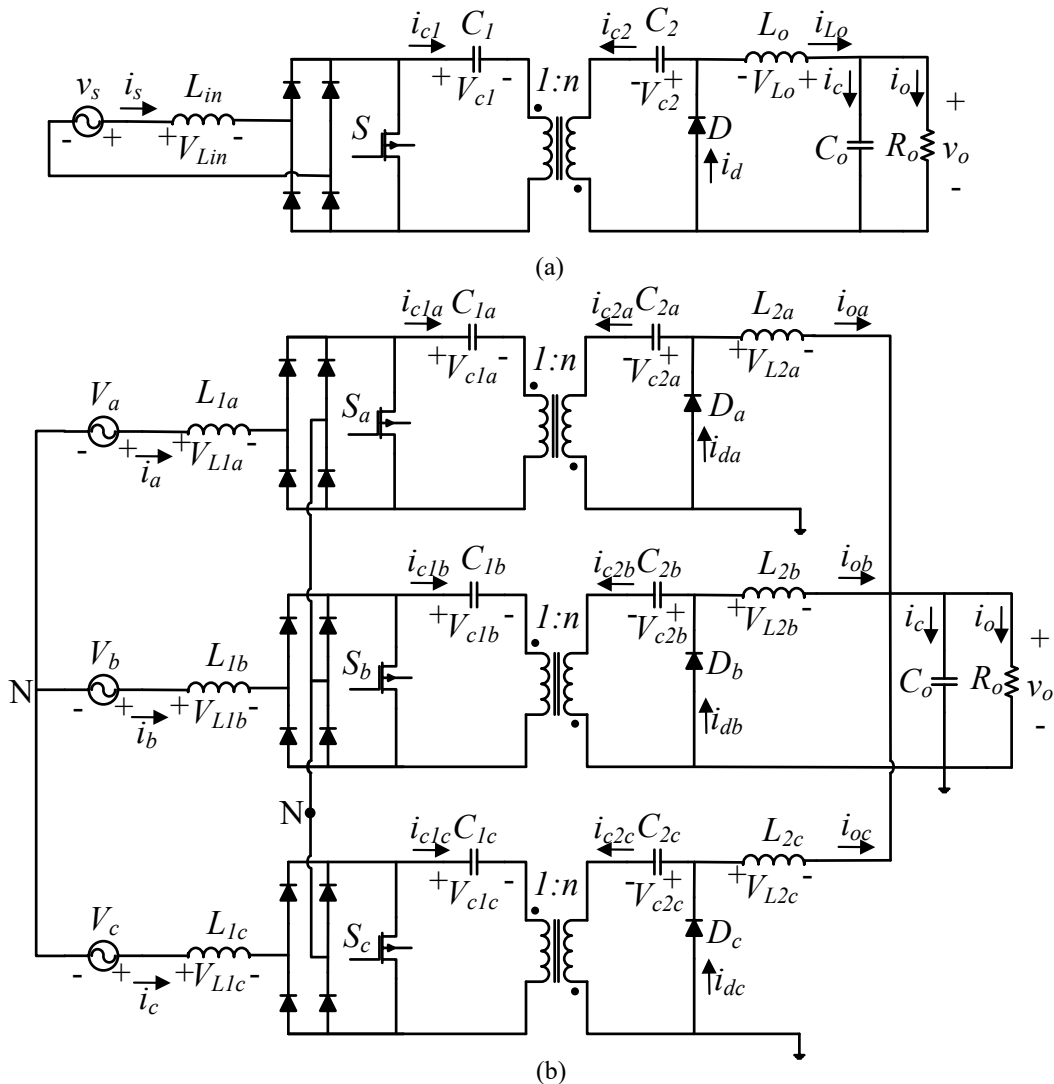 i_c1 C_1 i_c2 C_2 L_o i_Lo
+ V_c1 - 1:n - V_c2 + - V_Lo + i_c i_o +
v_s i_s L_in S D C_o R_o v_o
- + + V_Lin - i_d -
(a)
i_c1a C_1a i_c2a C_2a L_2a i_oa
+ V_c1a - 1:n - V_c2a + + V_L2a -
V_a L_1a S_a D_a
- + i_a + V_L1a - i_da
i_c1b C_1b i_c2b C_2b L_2b i_ob
+ V_c1b - 1:n - V_c2b + + V_L2b - i_c i_o +
N V_b L_1b S_b D_b C_o R_o v_o
- + i_b + V_L1b - i_db -
N
i_c1c C_1c i_c2c C_2c L_2c i_oc
+ V_c1c - 1:n - V_c2c + + V_L2c -
V_c L_1c S_c D_c
- + i_c + V_L1c - i_dc
(b)